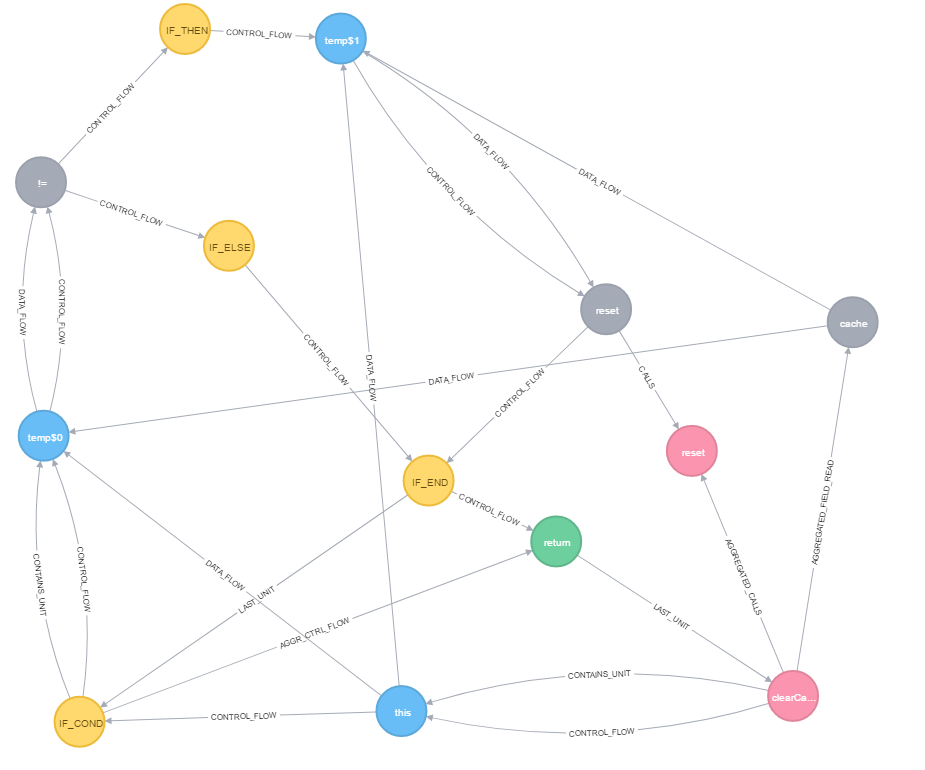 IF_THEN
CONTROL_FLOW
temp$1
CONTROL_FLOW
DATA_FLOW
CONTROL_FLOW
DATA_FLOW
!=
CONTROL_FLOW
IF_ELSE
DATA_FLOW
CONTROL_FLOW
reset
cache
CONTROL_FLOW
DATA_FLOW
DATA_FLOW
CALLS
CONTROL_FLOW
temp$0
reset
IF_END
CONTROL_FLOW
AGGREGATED_FIELD_READ
return
CONTAINS_UNIT
CONTROL_FLOW
DATA_FLOW
LAST_UNIT
AGGREGATED_CALLS
AGGR_CTRL_FLOW
LAST_UNIT
CONTAINS_UNIT
clearCa...
IF_COND
CONTROL_FLOW
this
CONTROL_FLOW